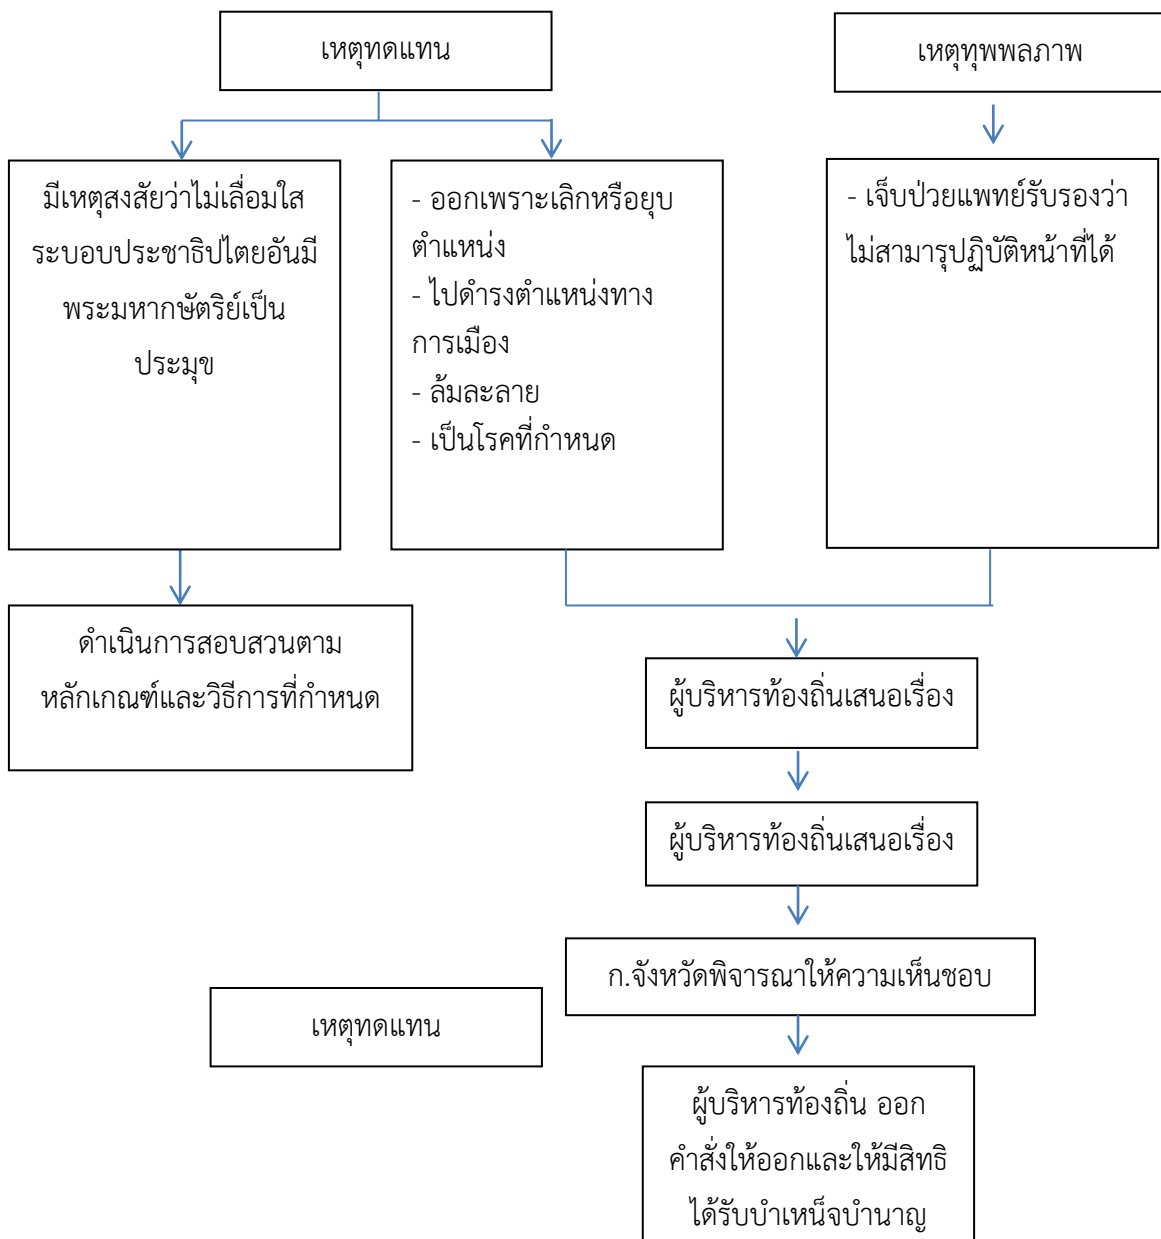 เหตุทดแทน
เหตุทุพพลภาพ
มีเหตุสงสัยว่าไม่เลื่อมใส
ระบอบประชาธิปไตยอันมี
พระมหากษัตริย์เป็น
ประมุข
- ออกเพราะเลิกหรือยุบ
ตำแหน่ง
- ไปดำรงตำแหน่งทาง
การเมือง
- ล้มละลาย
- เป็นโรคที่กำหนด
- เจ็บป่วยแพทย์รับรองว่า
ไม่สามารุปฏิบัติหน้าที่ได้
ดำเนินการสอบสวนตาม
หลักเกณฑ์และวิธีการที่กำหนด
ผู้บริหารท้องถิ่นเสนอเรื่อง
ผู้บริหารท้องถิ่นเสนอเรื่อง
ก.จังหวัดพิจารณาให้ความเห็นชอบ
เหตุทดแทน
ผู้บริหารท้องถิ่น ออก
คำสั่งให้ออกและให้มีสิทธิ
ได้รับบำเหน็จบำนาญ